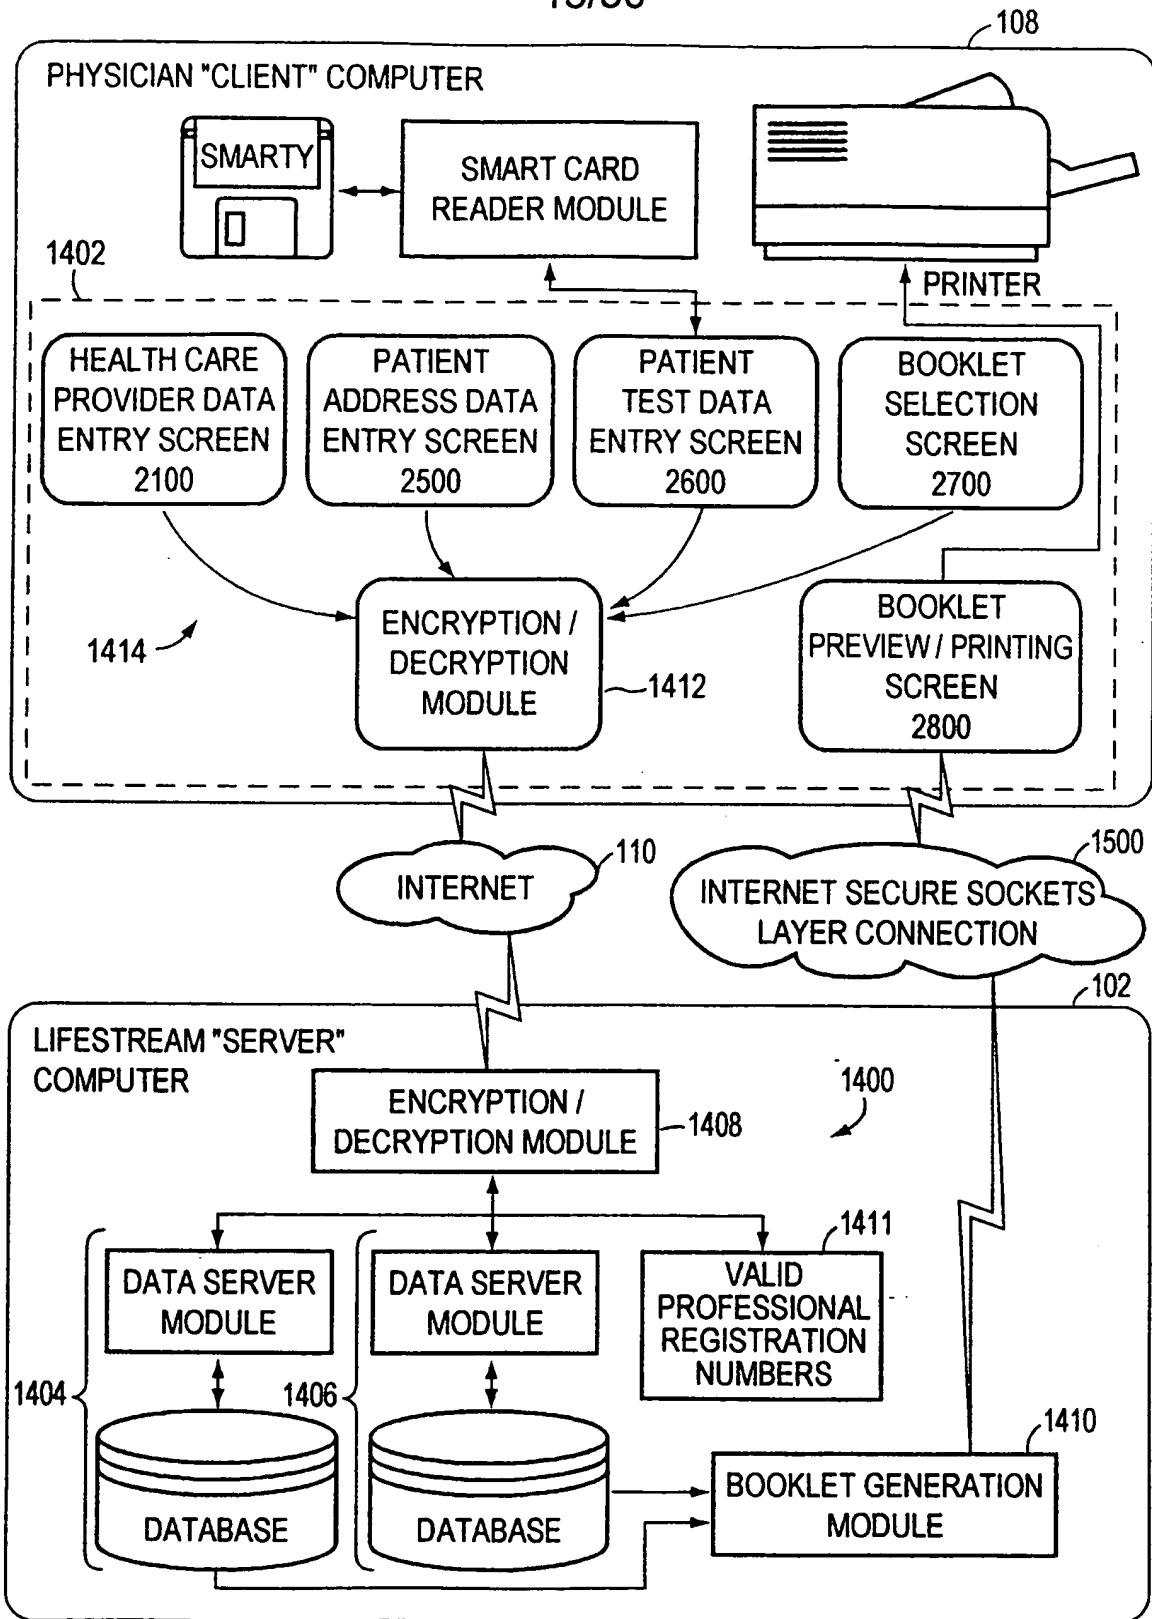 108
PHYSICIAN "CLIENT" COMPUTER
SMARTY
SMART CARD
READER MODULE
PRINTER
1402
HEALTH CARE
PROVIDER DATA
ENTRY SCREEN
2100
PATIENT
ADDRESS DATA
ENTRY SCREEN
2500
PATIENT
TEST DATA
ENTRY SCREEN
2600
BOOKLET
SELECTION
SCREEN
2700
1414
ENCRYPTION /
DECRYPTION
MODULE
1412
BOOKLET
PREVIEW / PRINTING
SCREEN
2800
INTERNET
110
INTERNET SECURE SOCKETS
LAYER CONNECTION
1500
102
LIFESTREAM "SERVER"
COMPUTER
ENCRYPTION /
DECRYPTION MODULE
1408
1400
DATA SERVER
MODULE
DATA SERVER
MODULE
1411
VALID
PROFESSIONAL
REGISTRATION
NUMBERS
1404
1406
DATABASE
DATABASE
1410
BOOKLET GENERATION
MODULE